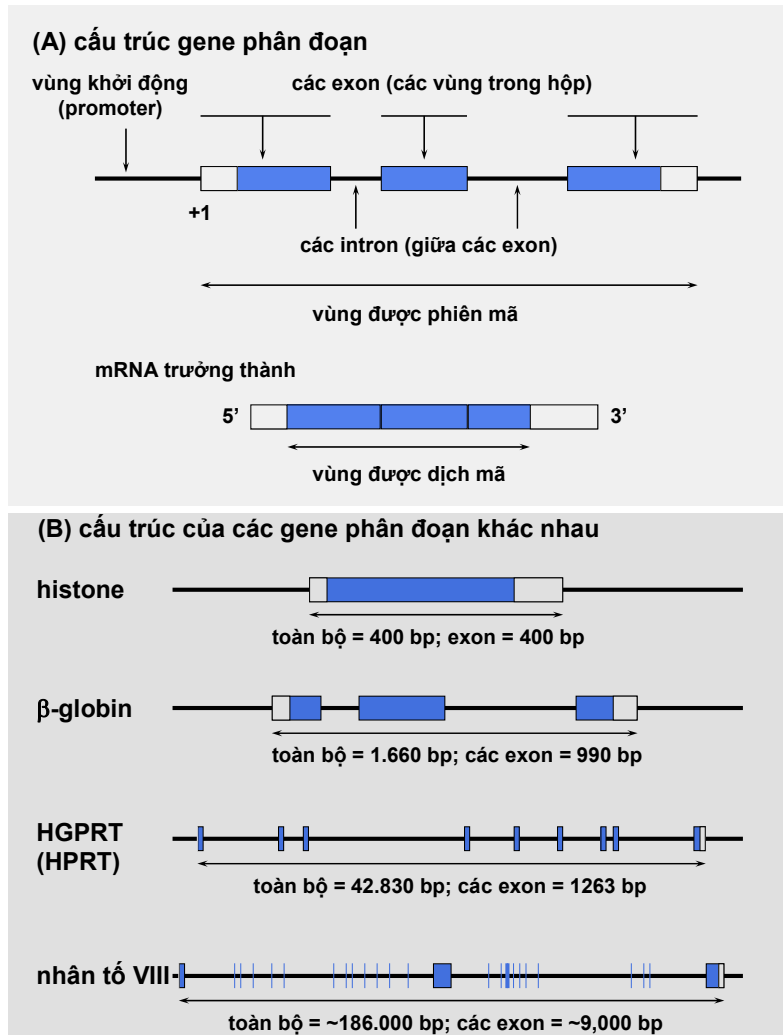 (A) cấu trúc gene phân đoạn
vùng khởi động
(promoter)
các exon (các vùng trong hộp)
+1
các intron (giữa các exon)
vùng được phiên mã
mRNA trưởng thành
5’
3’
vùng được dịch mã
(B) cấu trúc của các gene phân đoạn khác nhau
histone
toàn bộ = 400 bp; exon = 400 bp
β-globin
toàn bộ = 1.660 bp; các exon = 990 bp
HGPRT
(HPRT)
toàn bộ = 42.830 bp; các exon = 1263 bp
nhân tố VIII
toàn bộ = ~186.000 bp; các exon = ~9,000 bp